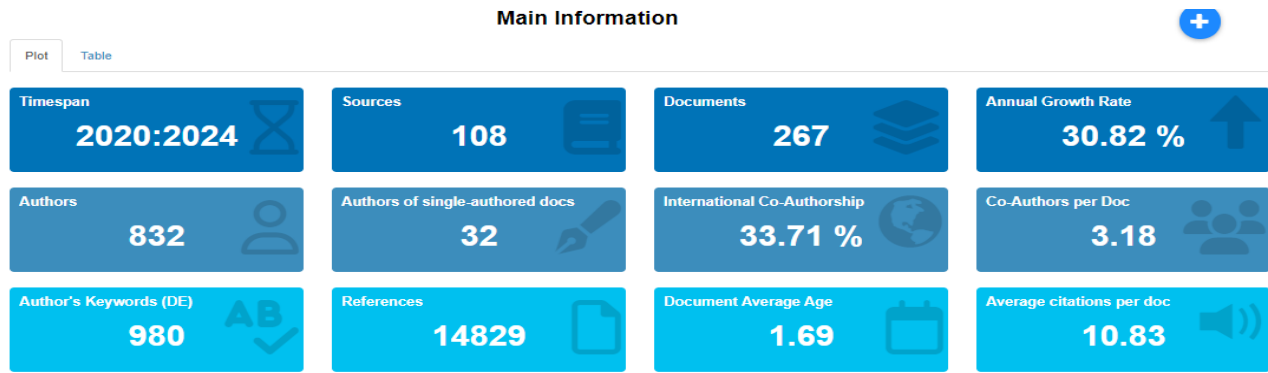 Main Information
Plot Table
Timespan Sources Documents Annual Growth Rate
2020:2024 108 267 30.82 %
Authors Authors of single-authored docs International Co-Authorship Co-Authors per Doc
832 32 33.71 % 3.18
Author's Keywords (DE) References Document Average Age Average citations per doc
AB
980 14829 1.69 10.83